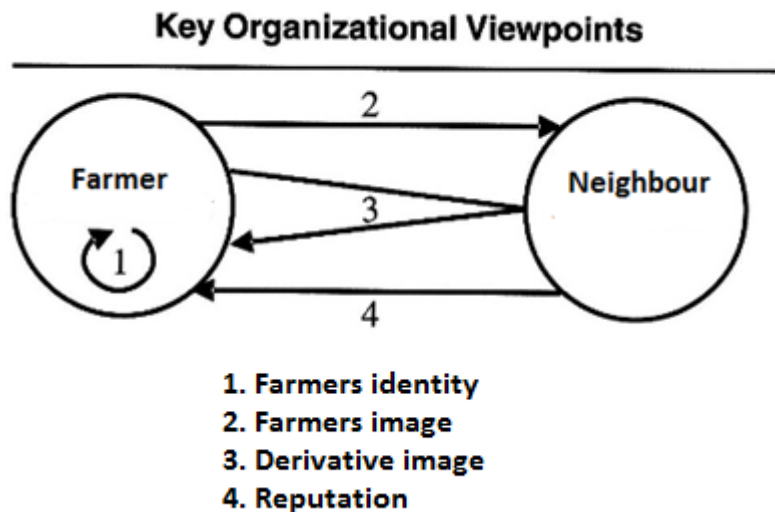 Key Organizational Viewpoints
2
Farmer
Neighbour
3
1
4
1. Farmers identity
2. Farmers image
3. Derivative image
4. Reputation